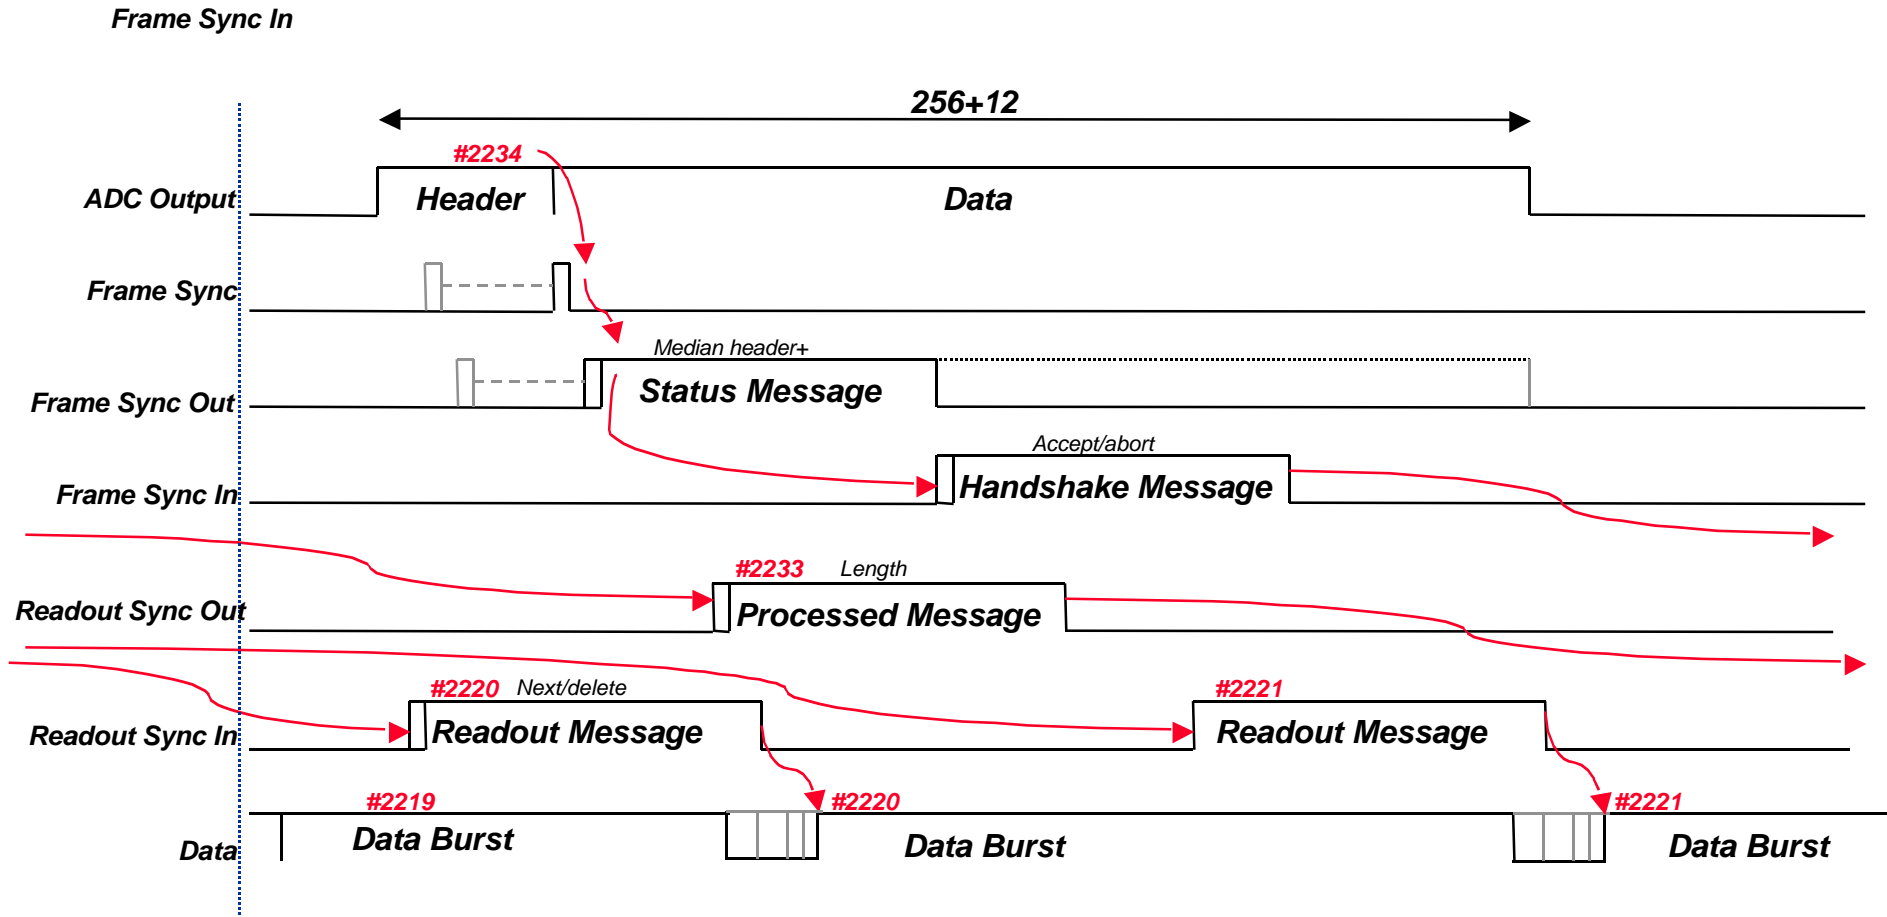 Frame Sync In
256+12
#2234
ADC Output Header Data
Frame Sync
Median header+
Frame Sync Out Status Message
Accept/abort
Frame Sync In Handshake Message
#2233 Length
Readout Sync Out Processed Message
#2220 Next/delete #2221
Readout Sync In Readout Message Readout Message
#2219 #2220 #2221
Data Data Burst Data Burst Data Burst